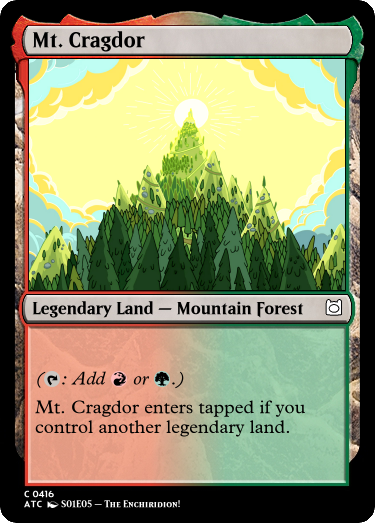 Mt. Cragdor
Legendary Land — Mountain Forest
(: Add or .)
Mt. Cragdor enters tapped if you
control another legendary land.
C 0416
ATC S01E05 — The Enchiridion!